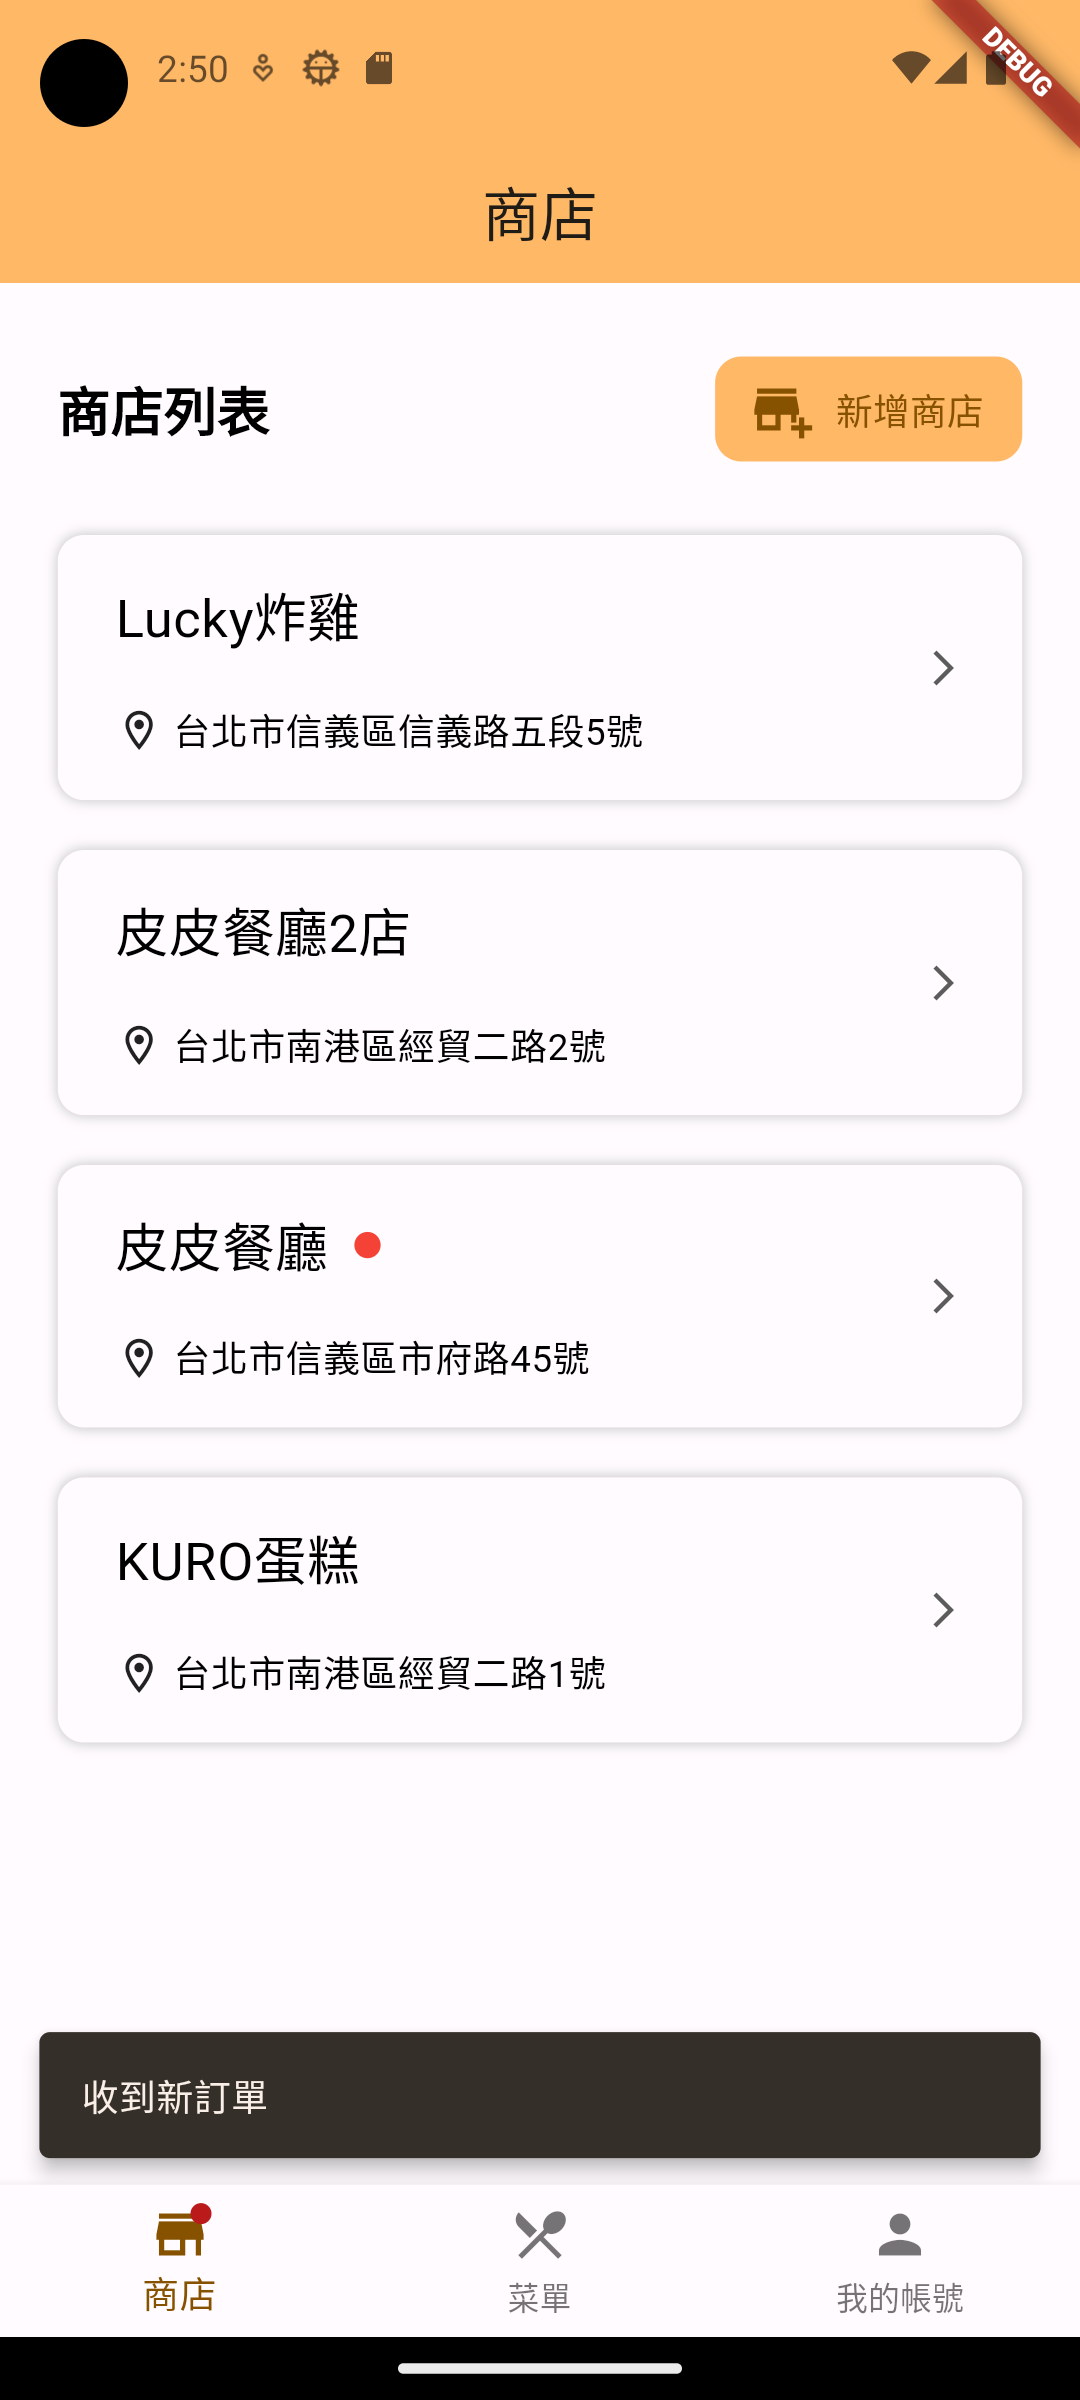 2:50
DEBUG
商店
商店列表
新增商店
Lucky炸雞
台北市信義區信義路五段5號
皮皮餐廳2店
台北市南港區經貿二路2號
皮皮餐廳
台北市信義區市府路45號
KURO蛋糕
台北市南港區經貿二路1號
收到新訂單
商店
菜單
我的帳號